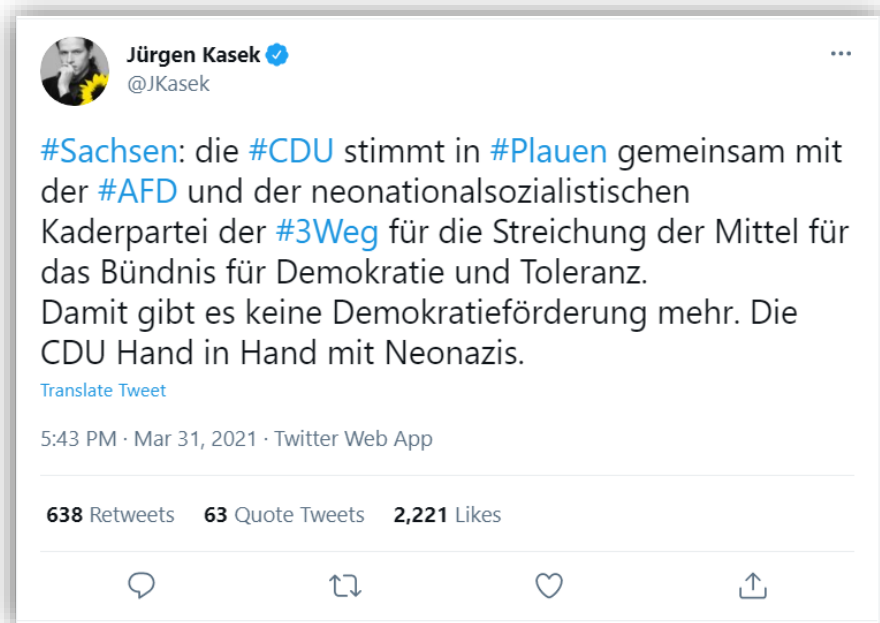 Jürgen Kasek
@JKasek
#Sachsen: die #CDU stimmt in #Plauen gemeinsam mit
der #AFD und der neonationalsozialistischen
Kaderpartei der #3Weg für die Streichung der Mittel für
das Bündnis für Demokratie und Toleranz.
Damit gibt es keine Demokratieförderung mehr. Die
CDU Hand in Hand mit Neonazis.
Translate Tweet
5:43 PM · Mar 31, 2021 · Twitter Web App
638 Retweets 63 Quote Tweets 2,221 Likes